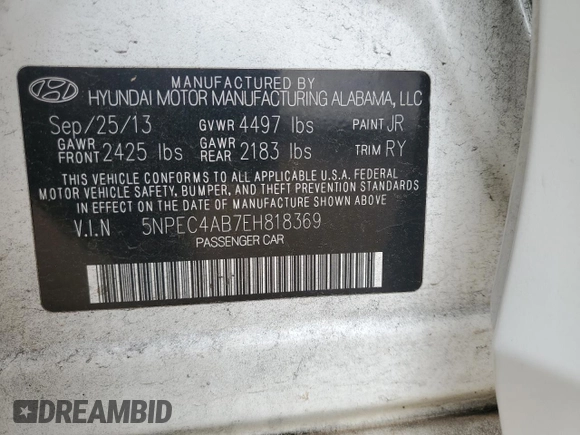 MANUFACTURED BY
HYUNDAI MOTOR MANUFACTURING ALABAMA, LLC
Sep/25/13 GVWR 4497 lbs PAINT JR
GAWR FRONT 2425 lbs GAWR REAR 2183 lbs TRIM RY
THIS VEHICLE CONFORMS TO ALL APPLICABLE U.S.A. FEDERAL
MOTOR VEHICLE SAFETY, BUMPER, AND THEFT PREVENTION STANDARDS
IN EFFECT ON THE DATE OF MANUFACTURE SHOWN ABOVE.
V.I.N 5NPEC4AB7EH818369
PASSENGER CAR
DREAMBID